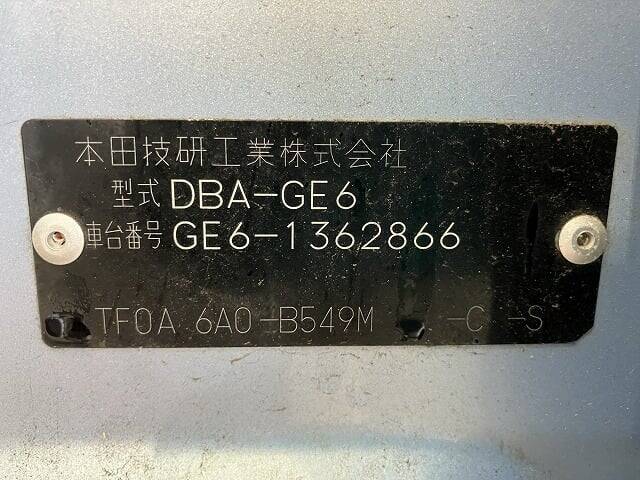 本田技研工業株式会社
型式 DBA-GE6
車台番号 GE6-1362866
TF0A 6A0-B549M -C -S